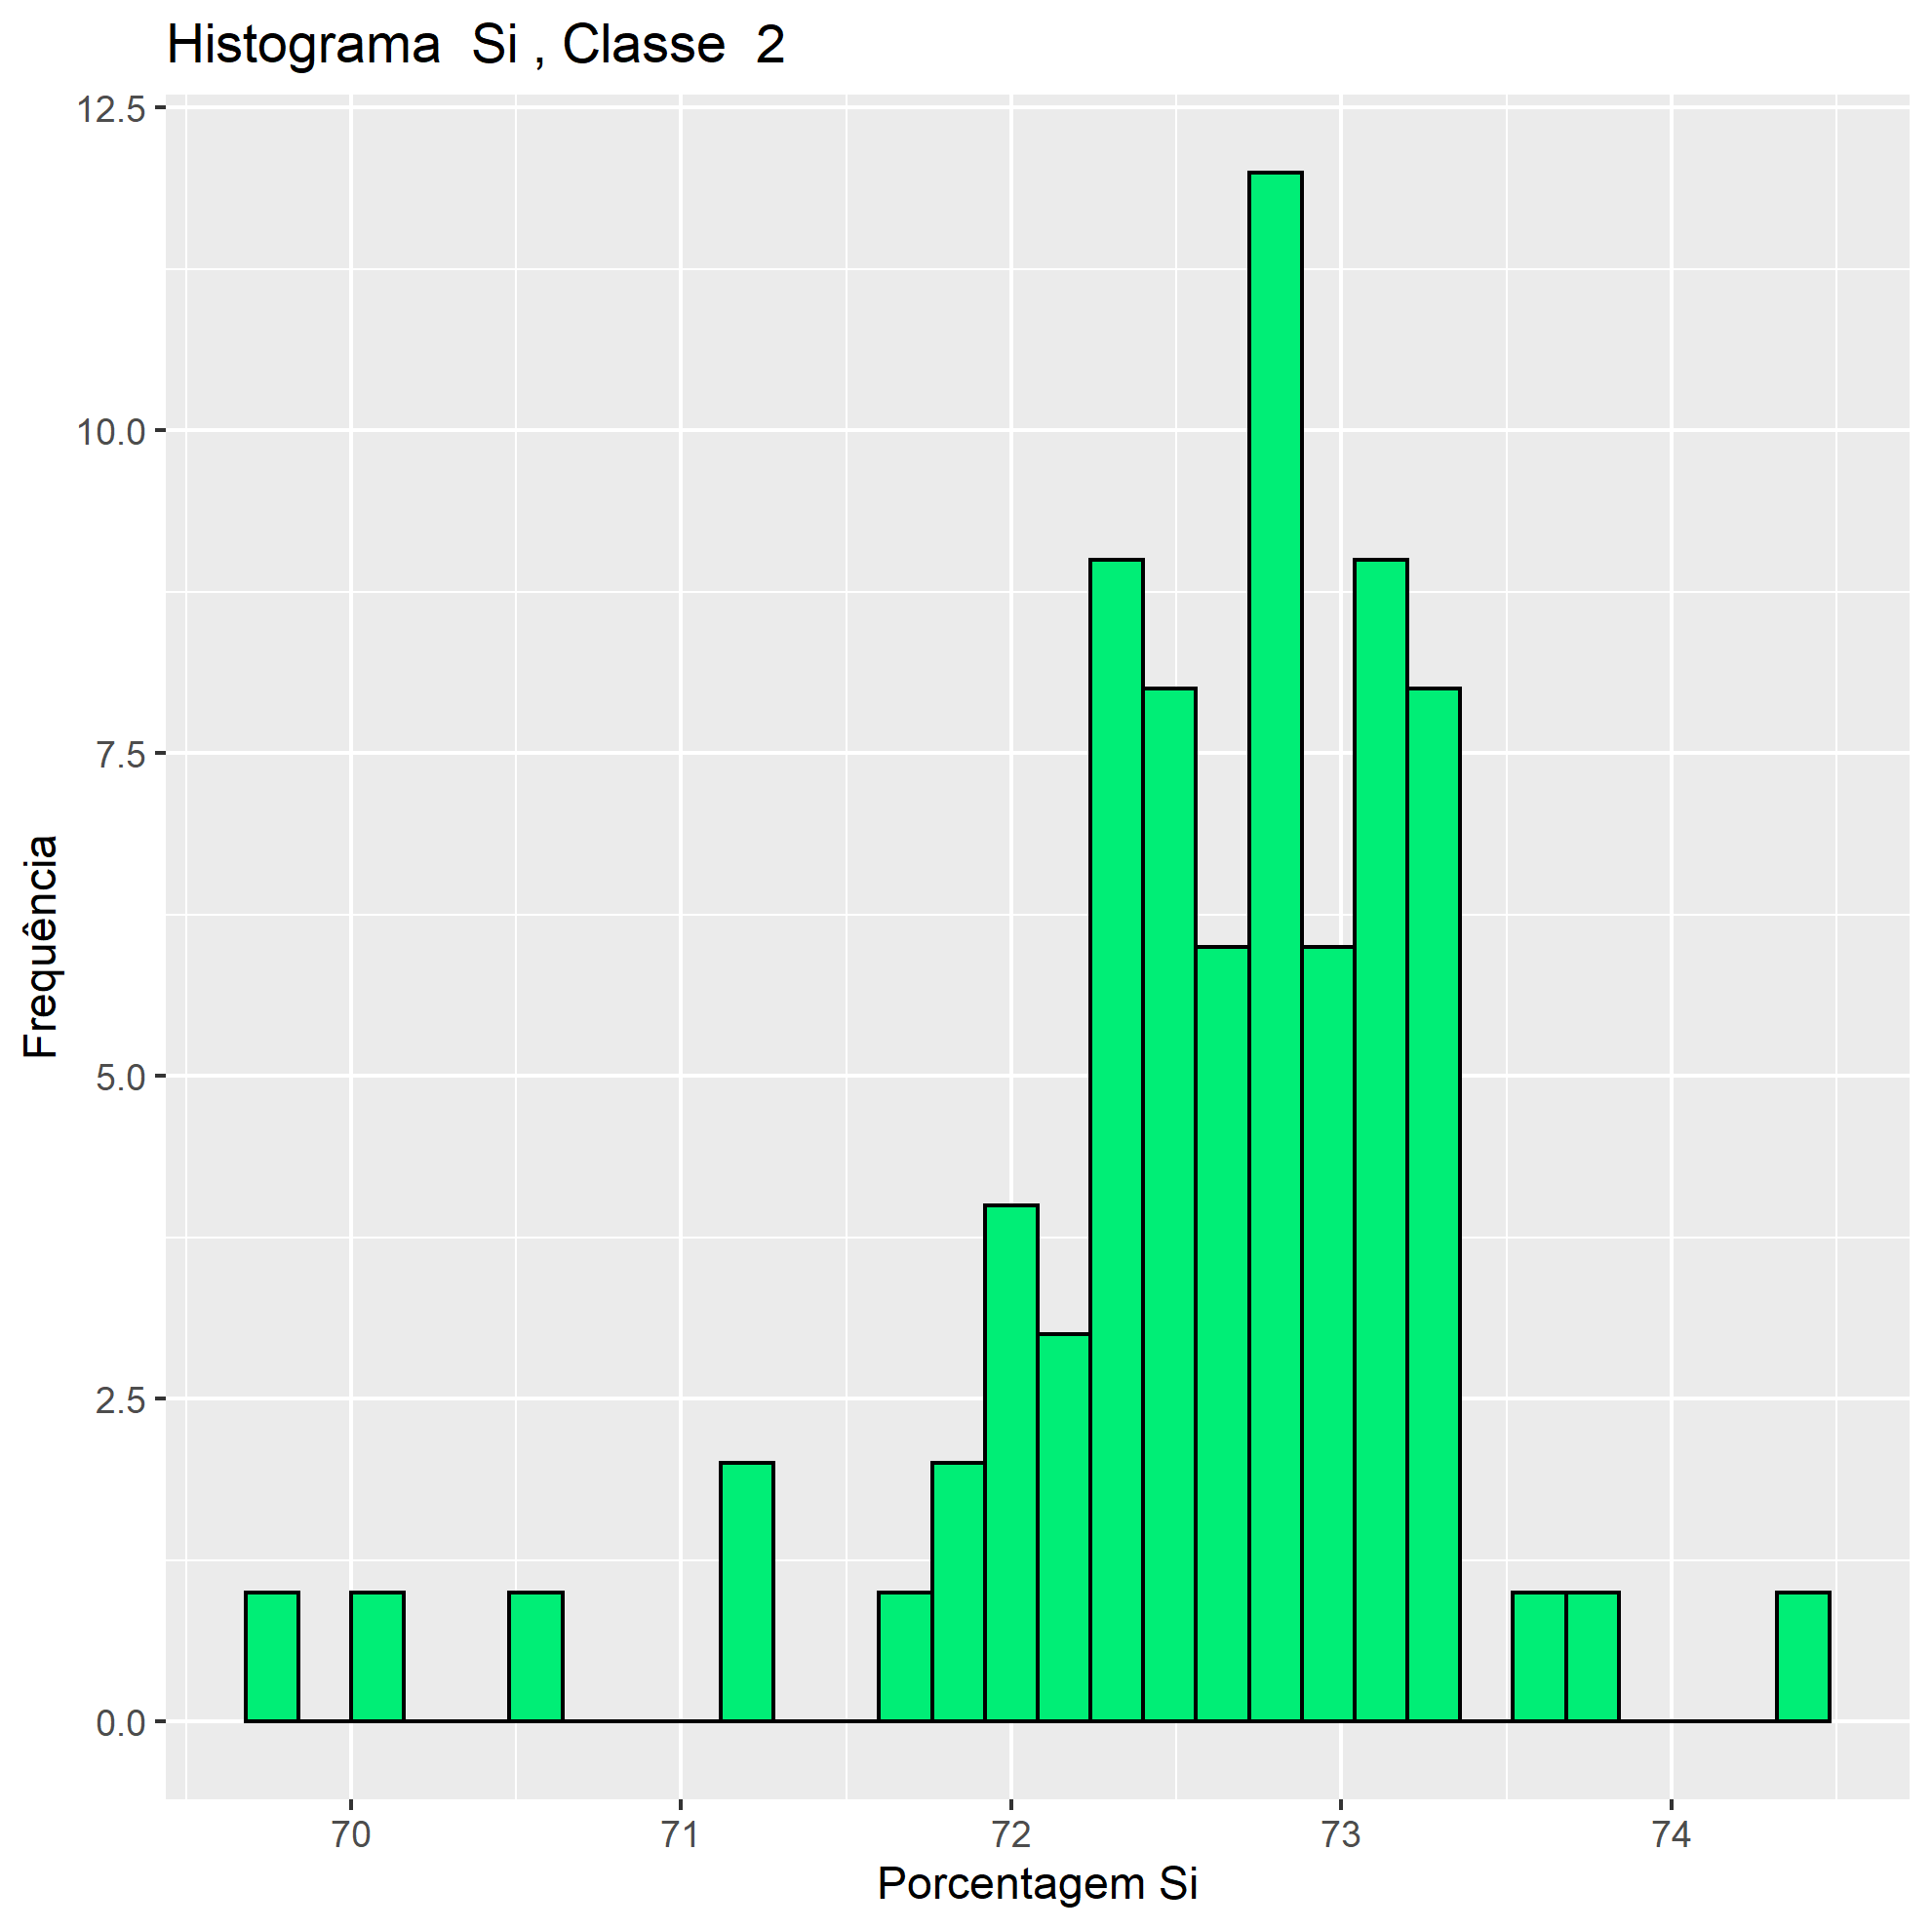 Histograma  Si , Classe  2
12.5
10.0
7.5
5.0
2.5
0.0
Frequência
70 71 72 73 74
Porcentagem Si